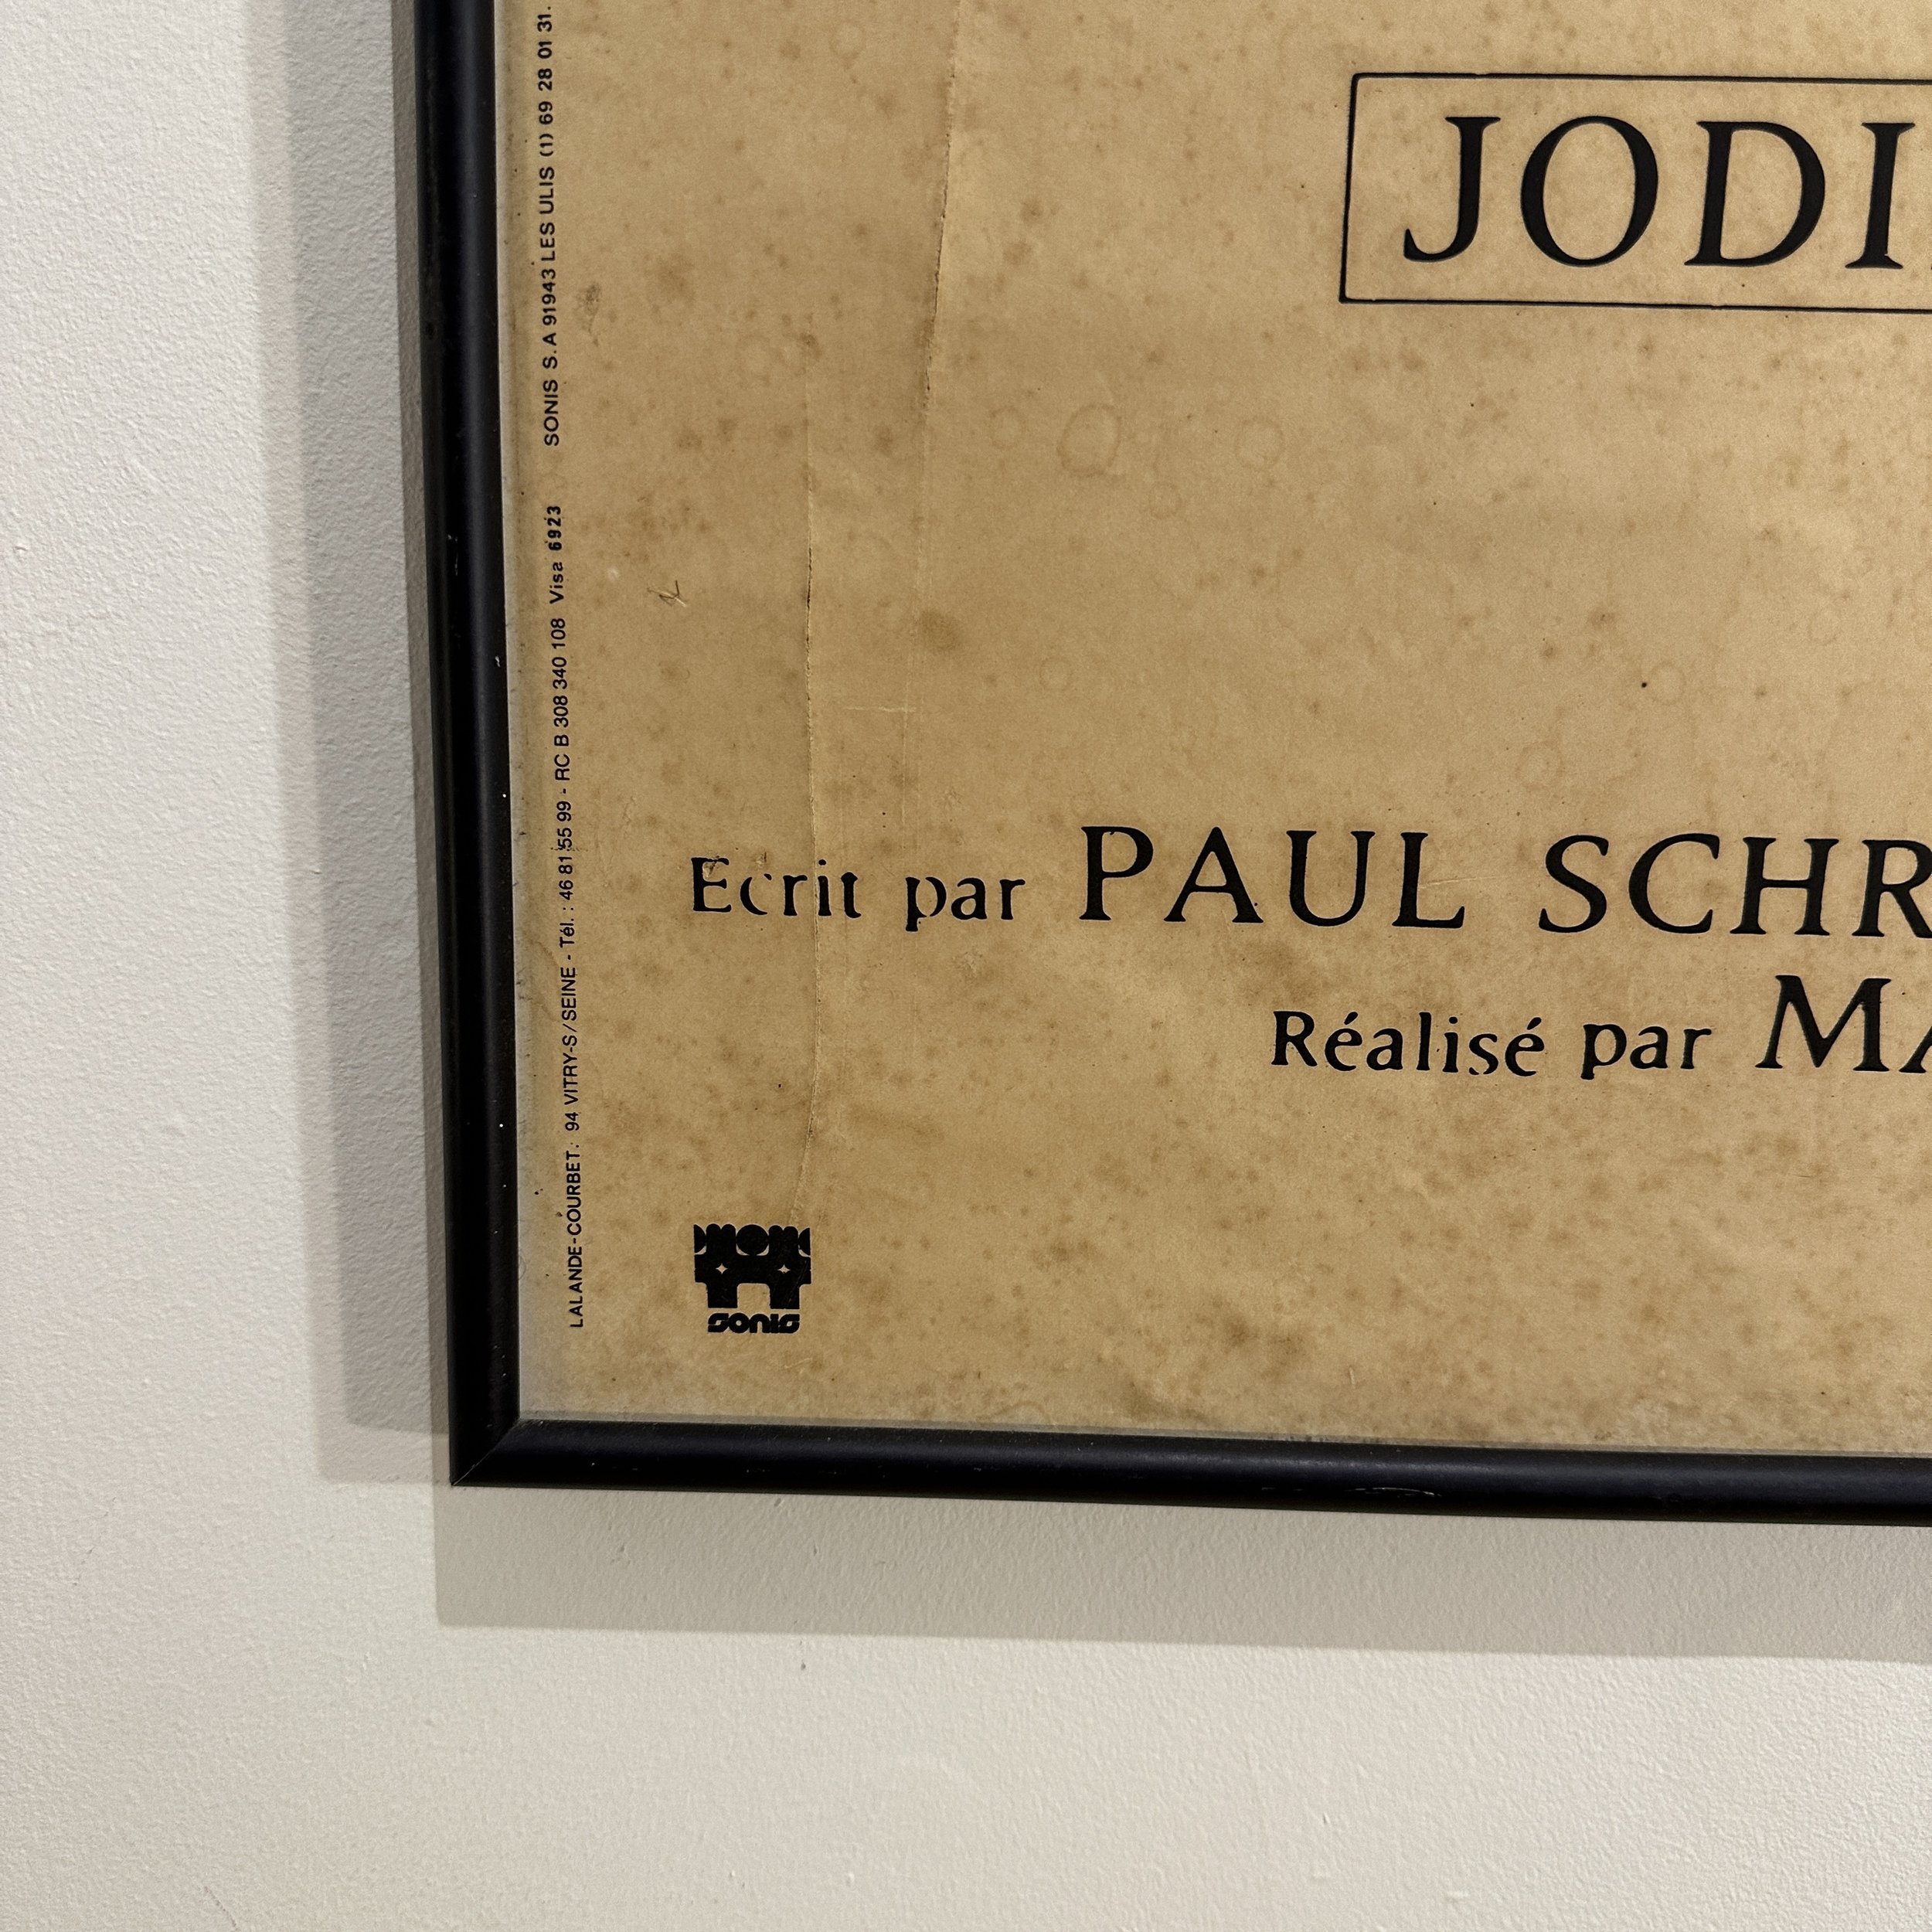 JODI
Ecrit par PAUL SCHR
Réalisé par MA
LALANDE-COURBET: 94 VITRY-S/SEINE - Tél. : 46 81 55 99 - RC B 308 340 108 Visa 6923 SONIS S.A 91943 LES ULIS (1) 69 28 01 31.
sonis